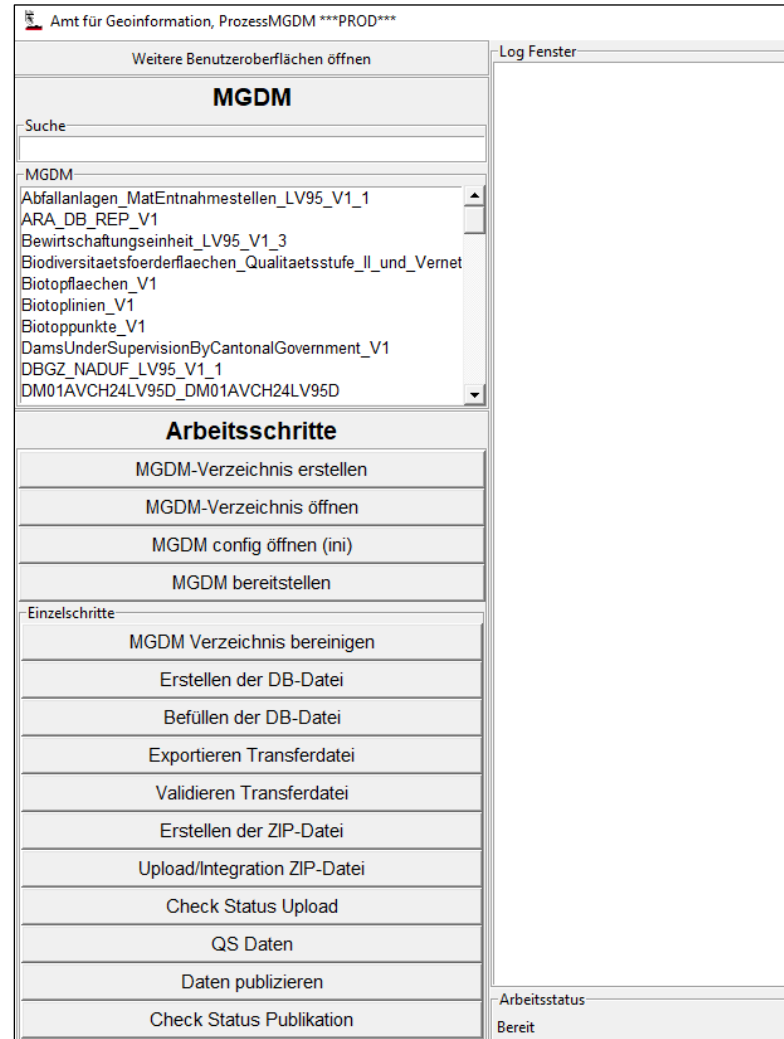 Amt für Geoinformation, ProzessMGDM ***PROD***
Weitere Benutzeroberflächen öffnen
MGDM
Suche
MGDM
Abfallanlagen_MatEntnahmestellen_LV95_V1_1
ARA_DB_REP_V1
Bewirtschaftungseinheit_LV95_V1_3
Biodiversitaetsfoerderflaechen_Qualitaetsstufe_II_und_Vernet
Biotopflaechen_V1
Biotoplinien_V1
Biotoppunkte_V1
DamsUnderSupervisionByCantonalGovernment_V1
DBGZ_NADUF_LV95_V1_1
DM01AVCH24LV95D_DM01AVCH24LV95D
Arbeitsschritte
MGDM-Verzeichnis erstellen
MGDM-Verzeichnis öffnen
MGDM config öffnen (ini)
MGDM bereitstellen
Einzelschritte
MGDM Verzeichnis bereinigen
Erstellen der DB-Datei
Befüllen der DB-Datei
Exportieren Transferdatei
Validieren Transferdatei
Erstellen der ZIP-Datei
Upload/Integration ZIP-Datei
Check Status Upload
QS Daten
Daten publizieren
Check Status Publikation
Log Fenster
Arbeitsstatus
Bereit